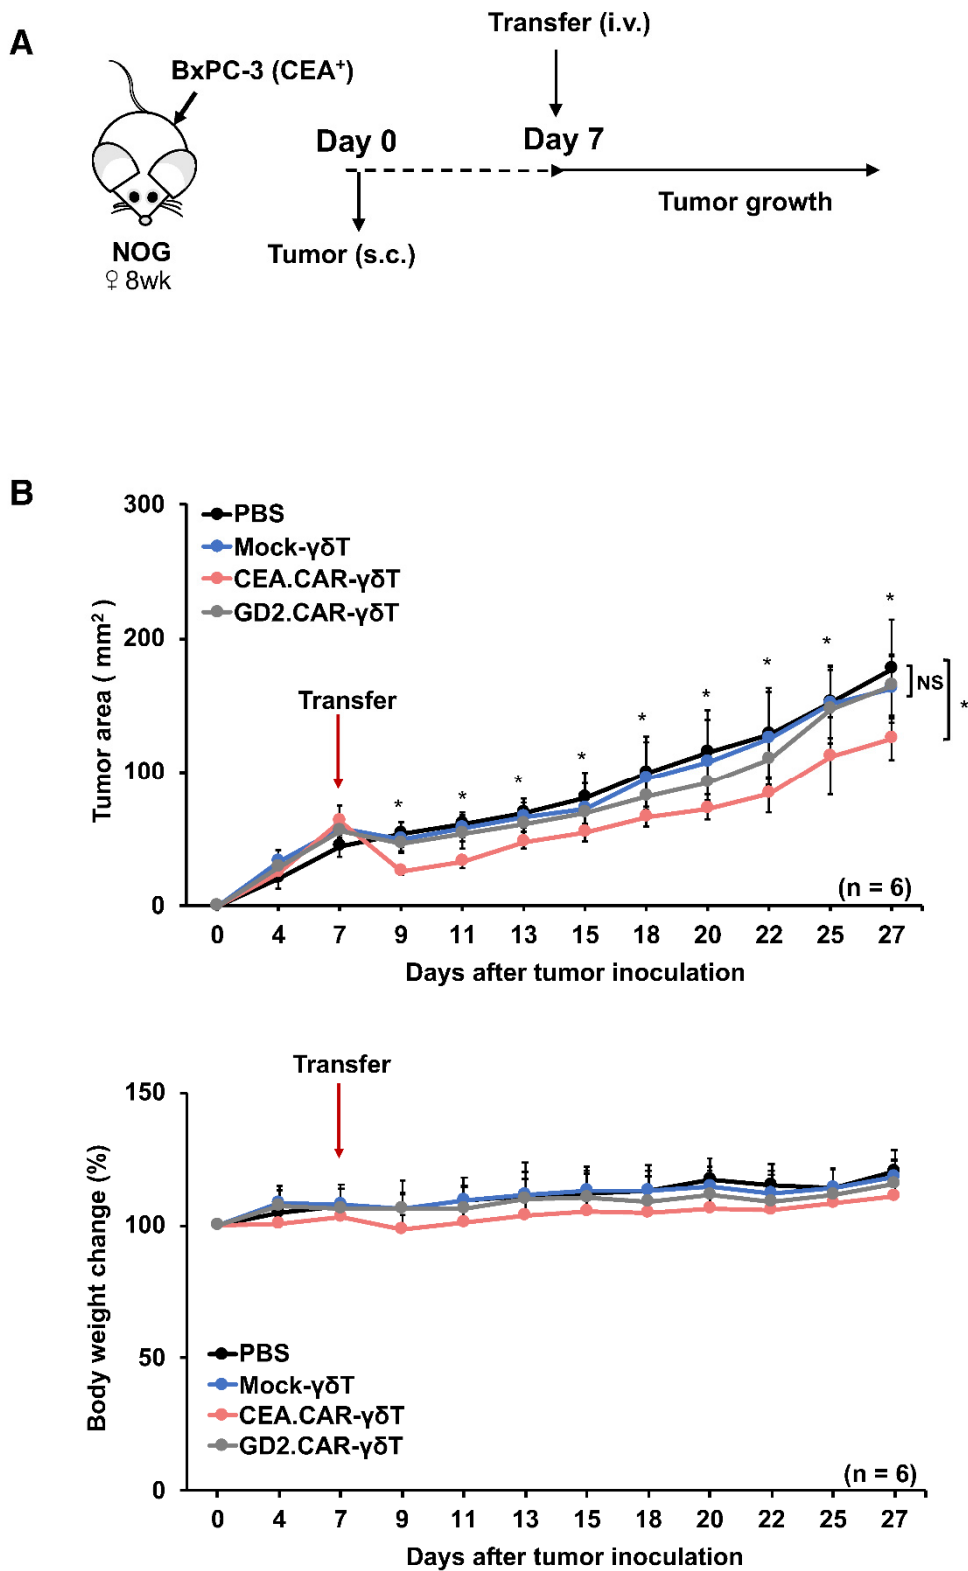 A
Transfer (i.v.)
BxPC-3 (CEA⁺)
Day 0
Day 7
Tumor growth
NOG
Tumor (s.c.)
♀ 8wk
B
300
200
100
0
Tumor area ( mm² )
PBS
Mock-γδT
CEA.CAR-γδT
GD2.CAR-γδT
Transfer
* * * * * * * * * *
NS
*
(n = 6)
0 4 7 9 11 13 15 18 20 22 25 27
Days after tumor inoculation
Transfer
150
100
50
0
Body weight change (%)
PBS
Mock-γδT
CEA.CAR-γδT
GD2.CAR-γδT
(n = 6)
0 4 7 9 11 13 15 18 20 22 25 27
Days after tumor inoculation